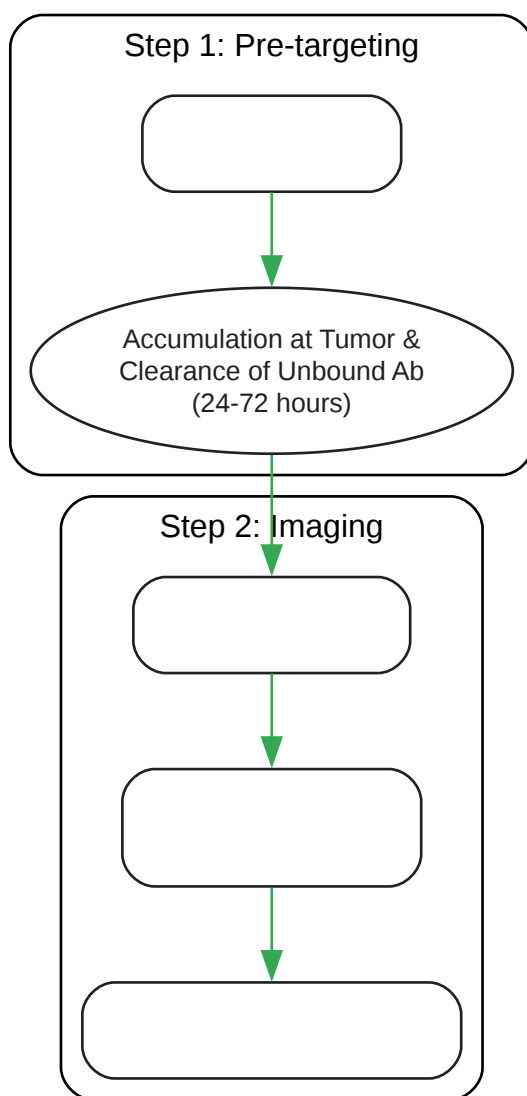 Step 1: Pre-targeting
Accumulation at Tumor &
Clearance of Unbound Ab
(24-72 hours)
Step 2: Imaging